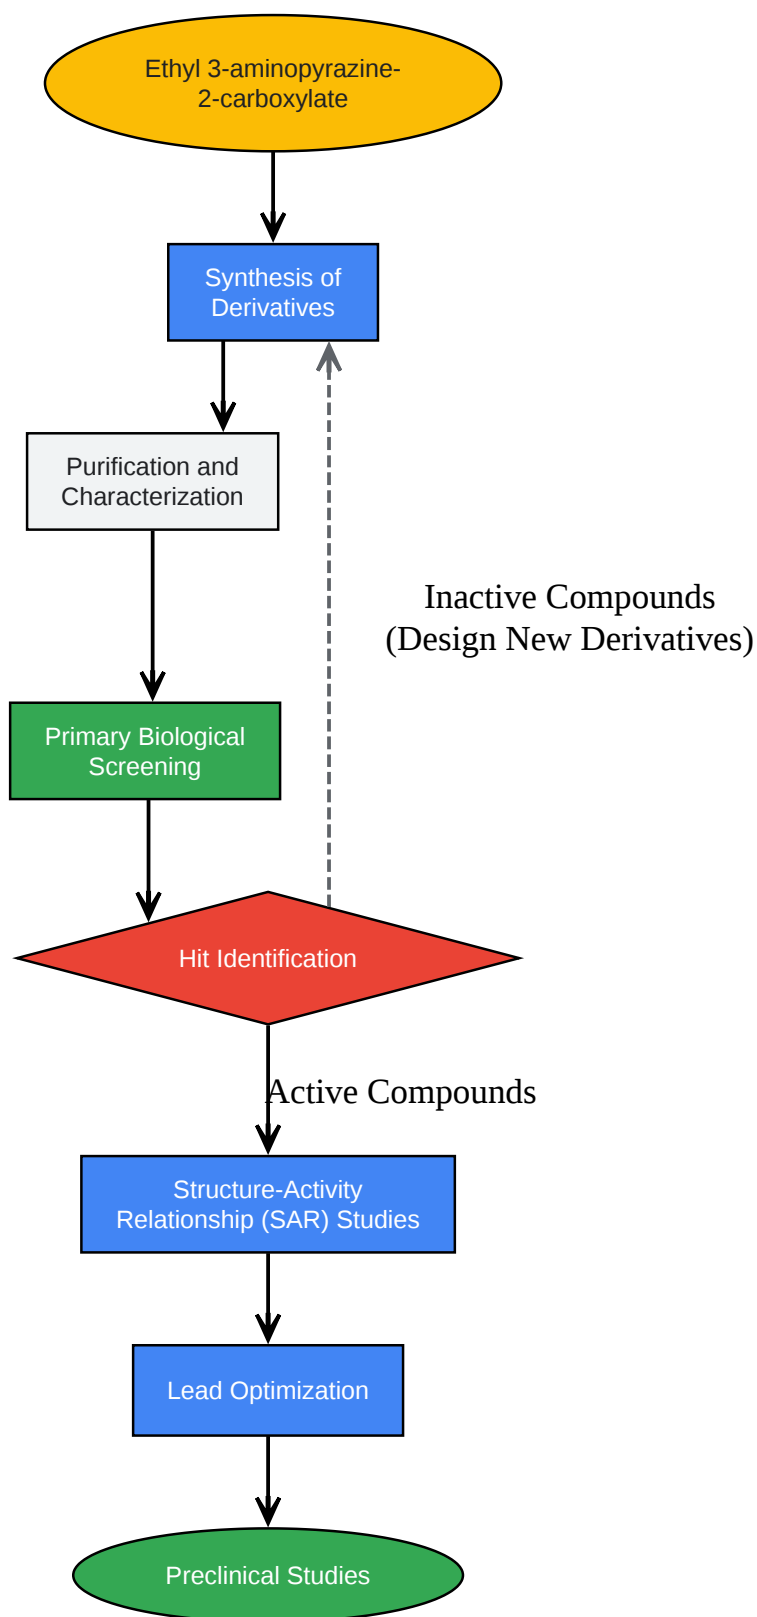 Ethyl 3-aminopyrazine-
2-carboxylate
Synthesis of
Derivatives
Purification and
Characterization
Inactive Compounds
(Design New Derivatives)
Primary Biological
Screening
Hit Identification
Active Compounds
Structure-Activity
Relationship (SAR) Studies
Lead Optimization
Preclinical Studies